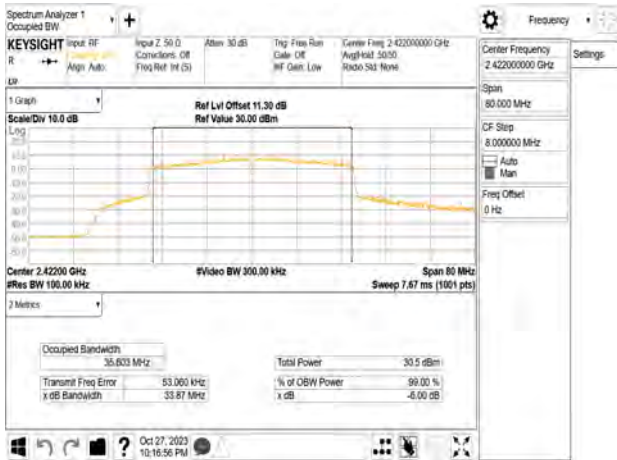 Spectrum Analyzer 1
Occupied BW
Frequency
KEYSIGHT
Input: RF
Input Z: 50 Ω
Atten: 30 dB
Trig: Free Run
Center Freq: 2.422000000 GHz
Corrections: Off
Gate: Off
Avg|Hold: 50/50
R
Align: Auto
Freq Ref: Int (S)
#IF Gain: Low
Radio Std: None
Center Frequency
2.422000000 GHz
Settings
Span
80.000 MHz
CF Step
8.000000 MHz
Auto
Man
Freq Offset
0 Hz
1 Graph
Scale/Div 10.0 dB
Ref Lvl Offset 11.30 dB
Ref Value 30.00 dBm
Log
Center 2.42200 GHz
#Video BW 300.00 kHz
Span 80 MHz
#Res BW 100.00 kHz
Sweep 7.67 ms (1001 pts)
2 Metrics
Occupied Bandwidth
35.603 MHz
Total Power
30.5 dBm
Transmit Freq Error
53.060 kHz
% of OBW Power
99.00 %
x dB Bandwidth
33.87 MHz
x dB
-6.00 dB
?
Oct 27, 2023
10:16:56 PM